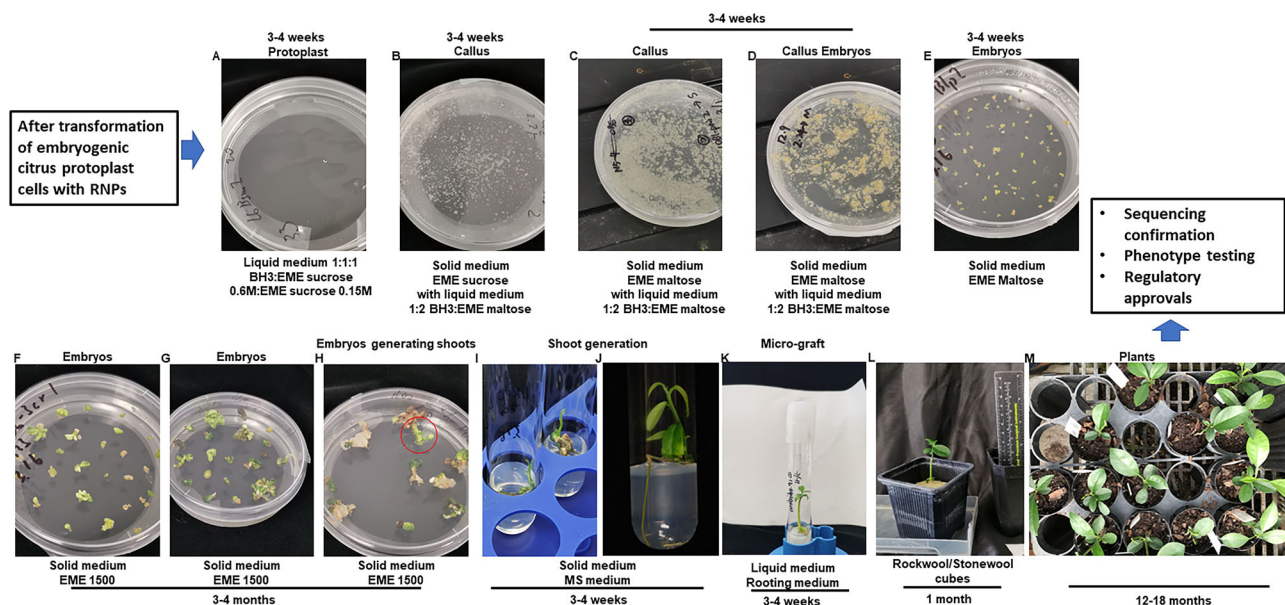 After transformation
of embryogenic
citrus protoplast
cells with RNPs
3-4 weeks
Protoplast
A
Liquid medium 1:1:1
BH3:EME sucrose
0.6M:EME sucrose 0.15M
3-4 weeks
Callus
B
Solid medium
EME sucrose
with liquid medium
1:2 BH3:EME maltose
3-4 weeks
C
Callus
Solid medium
EME maltose
with liquid medium
1:2 BH3:EME maltose
D
Callus Embryos
Solid medium
EME maltose
with liquid medium
1:2 BH3:EME maltose
3-4 weeks
E
Embryos
Solid medium
EME Maltose
• Sequencing
confirmation
• Phenotype testing
• Regulatory
approvals
F
Embryos
Solid medium
EME 1500
G
Embryos
Solid medium
EME 1500
Embryos generating shoots
H
Solid medium
EME 1500
3-4 months
I
Shoot generation
J
Solid medium
MS medium
3-4 weeks
Micro-graft
K
Liquid medium
Rooting medium
3-4 weeks
L
Rockwool/Stonewool
cubes
1 month
M
Plants
12-18 months